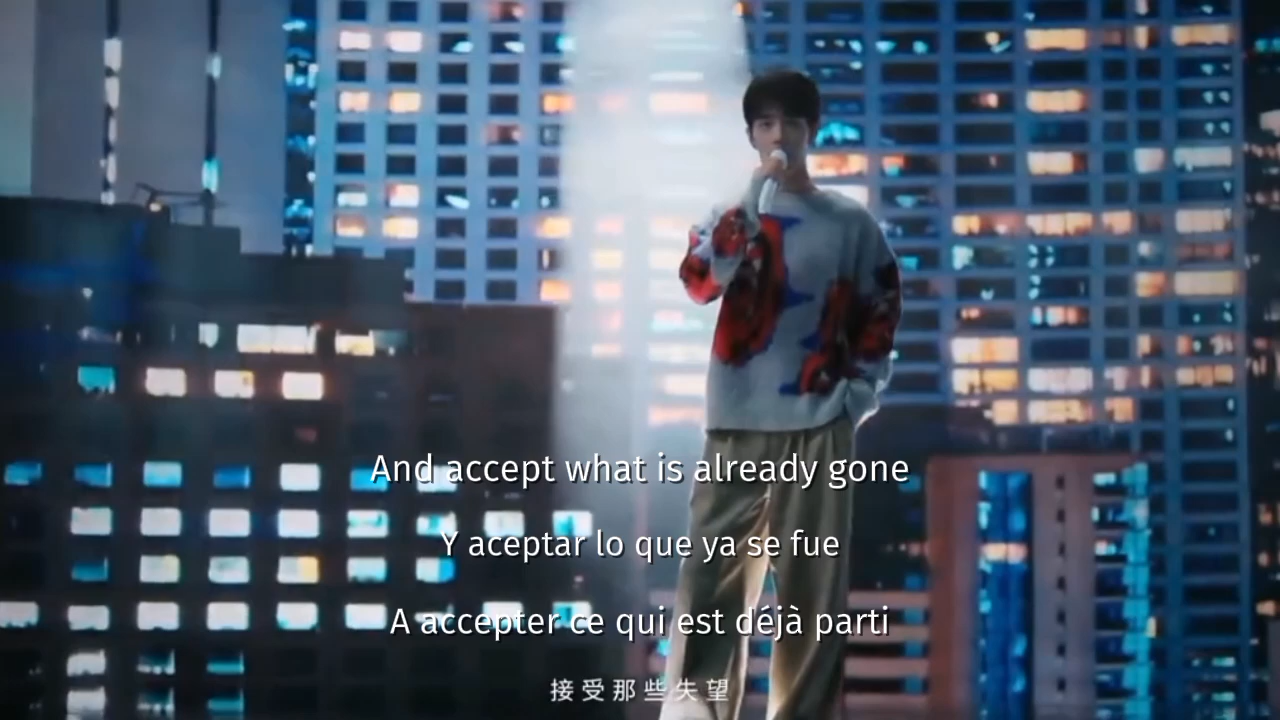 And accept what is already gone
Y aceptar lo que ya se fue
A accepter ce qui est déjà parti
接受那些失望